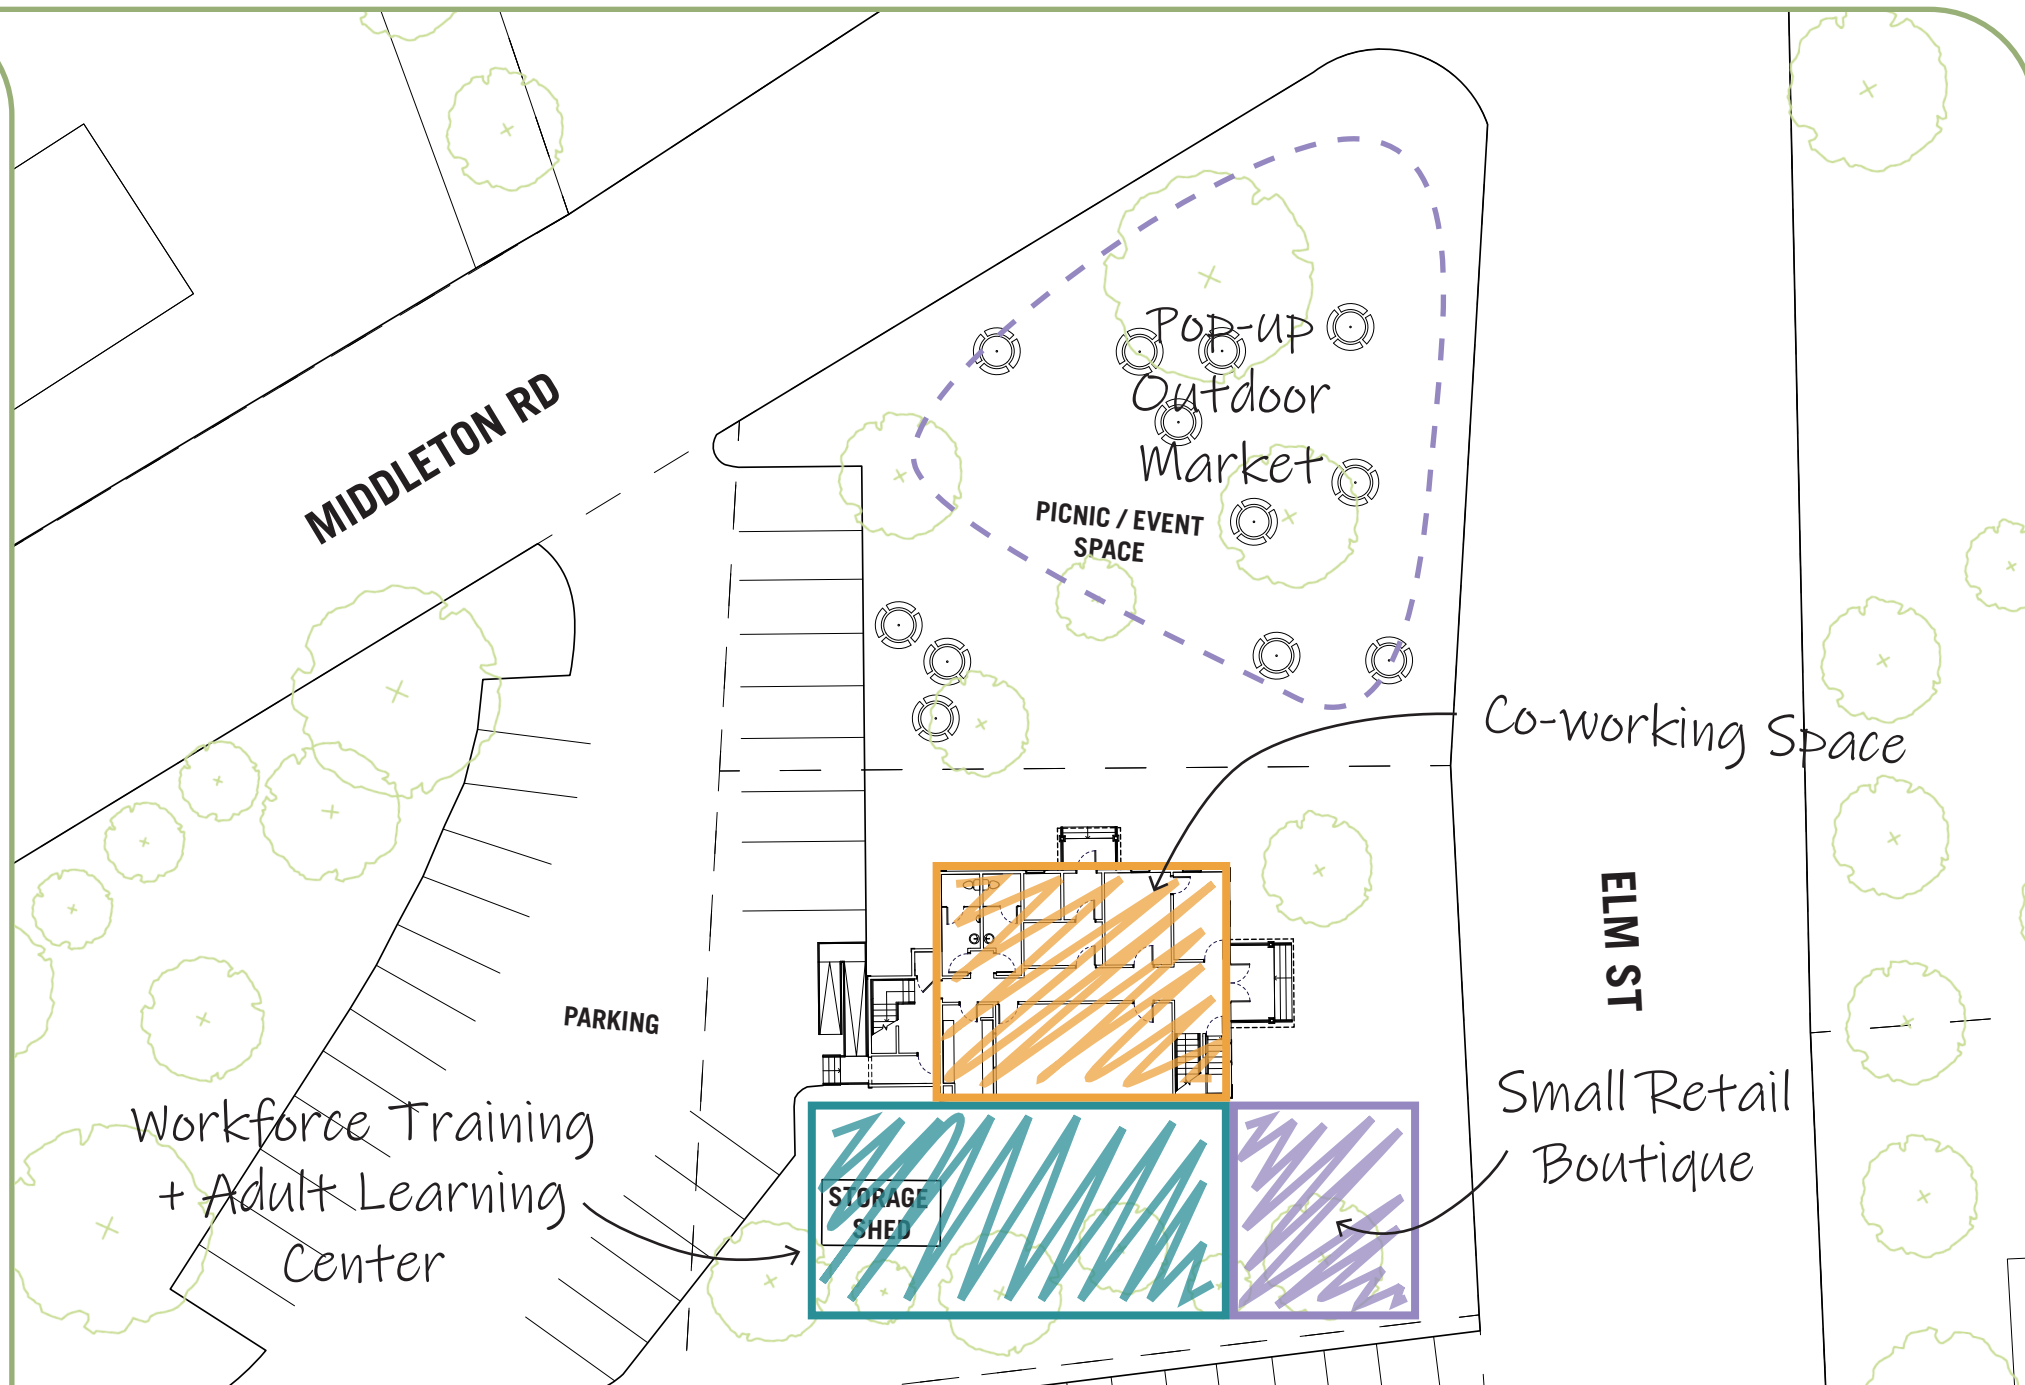 MIDDLETON RD
Pop-up
Outdoor
Market
PICNIC / EVENT
SPACE
Co-working Space
ELM ST
PARKING
Workforce Training
+ Adult Learning
Center
STORAGE
SHED
Small Retail
Boutique